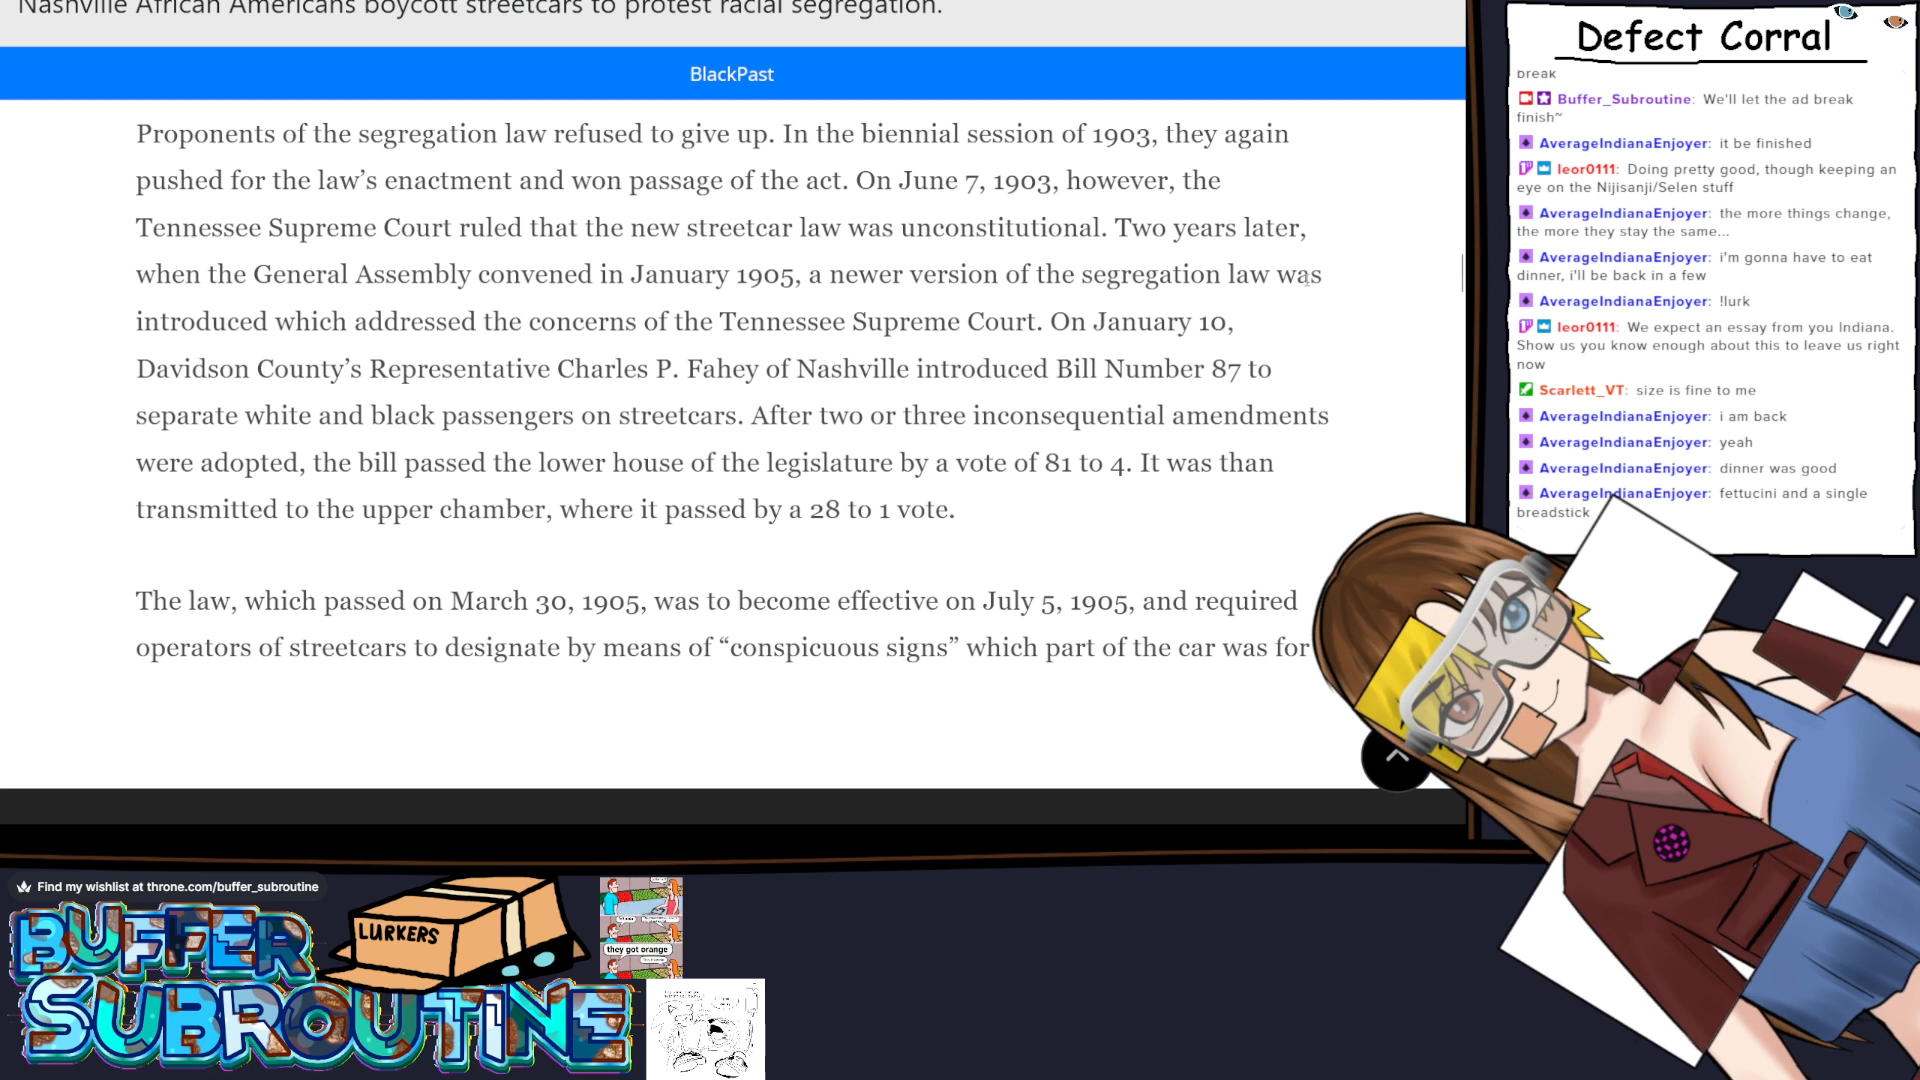 Nashville African Americans boycott streetcars to protest racial segregation.
BlackPast
Proponents of the segregation law refused to give up. In the biennial session of 1903, they again
pushed for the law’s enactment and won passage of the act. On June 7, 1903, however, the
Tennessee Supreme Court ruled that the new streetcar law was unconstitutional. Two years later,
when the General Assembly convened in January 1905, a newer version of the segregation law was
introduced which addressed the concerns of the Tennessee Supreme Court. On January 10,
Davidson County’s Representative Charles P. Fahey of Nashville introduced Bill Number 87 to
separate white and black passengers on streetcars. After two or three inconsequential amendments
were adopted, the bill passed the lower house of the legislature by a vote of 81 to 4. It was than
transmitted to the upper chamber, where it passed by a 28 to 1 vote.
The law, which passed on March 30, 1905, was to become effective on July 5, 1905, and required
operators of streetcars to designate by means of “conspicuous signs” which part of the car was for
Defect Corral
break
Buffer_Subroutine: We'll let the ad break
finish~
AverageIndianaEnjoyer: it be finished
leor0111: Doing pretty good, though keeping an
eye on the Nijisanji/Selen stuff
AverageIndianaEnjoyer: the more things change,
the more they stay the same...
AverageIndianaEnjoyer: i'm gonna have to eat
dinner, i'll be back in a few
AverageIndianaEnjoyer: !lurk
leor0111: We expect an essay from you Indiana.
Show us you know enough about this to leave us right
now
Scarlett_VT: size is fine to me
AverageIndianaEnjoyer: i am back
AverageIndianaEnjoyer: yeah
AverageIndianaEnjoyer: dinner was good
AverageIndianaEnjoyer: fettucini and a single
breadstick
Find my wishlist at throne.com/buffer_subroutine
BUFFER
SUBROUTINE
LURKERS
they got orange